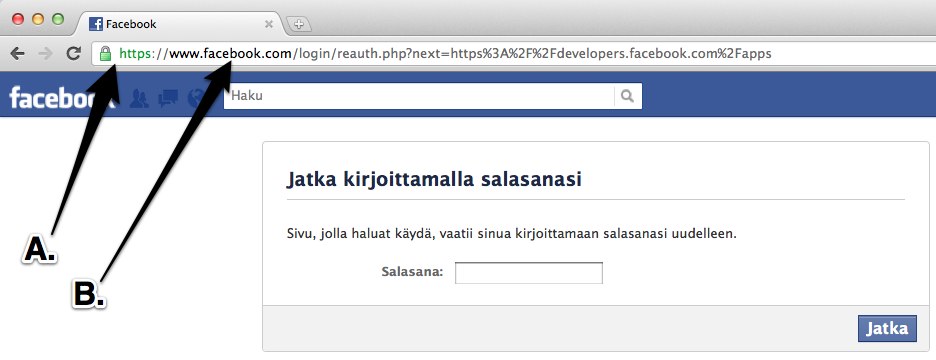 Facebook
https://www.facebook.com/login/reauth.php?next=https%3A%2F%2Fdevelopers.facebook.com%2Fapps
facebook
Haku
Jatka kirjoittamalla salasanasi
Sivu, jolla haluat käydä, vaatii sinua kirjoittamaan salasanasi uudelleen.
A.
Salasana:
B.
Jatka